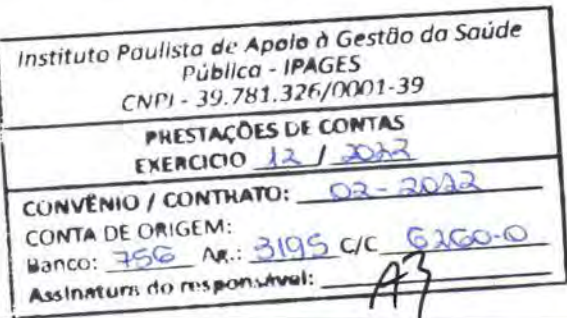 Instituto Paulista de Apoio à Gestão da Saúde
Pública - IPAGES
CNPJ - 39.781.326/0001-39
PRESTAÇÕES DE CONTAS
EXERCICIO 12 / 2022
CONVÊNIO / CONTRATO: 02-2022
CONTA DE ORIGEM:
Banco: 756 AG.: 3195 C/C 6260-0
Assinatura do responsável: